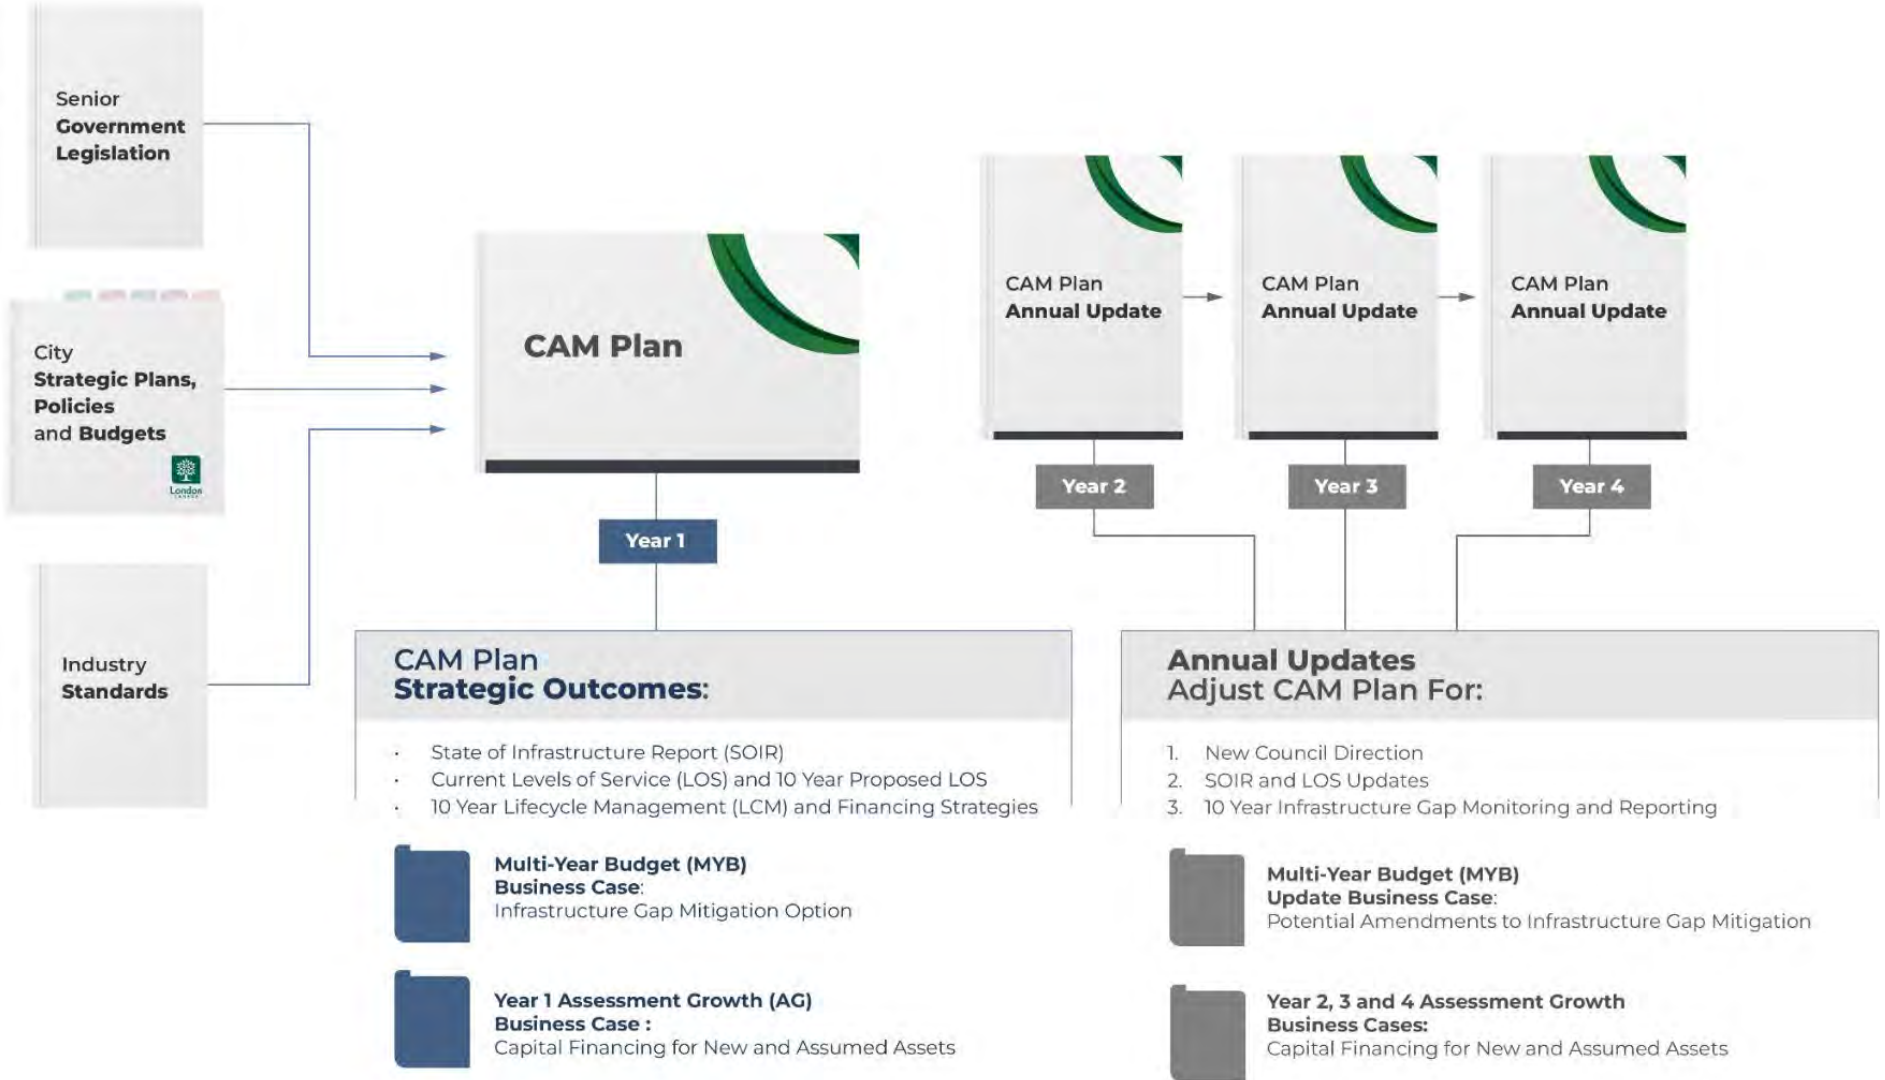 Senior
Government
Legislation
City
Strategic Plans,
Policies
and Budgets
London
CANADA
Industry
Standards
CAM Plan
Year 1
CAM Plan
Annual Update
CAM Plan
Annual Update
CAM Plan
Annual Update
Year 2
Year 3
Year 4
CAM Plan
Strategic Outcomes:
· State of Infrastructure Report (SOIR)
· Current Levels of Service (LOS) and 10 Year Proposed LOS
· 10 Year Lifecycle Management (LCM) and Financing Strategies
Multi-Year Budget (MYB)
Business Case:
Infrastructure Gap Mitigation Option
Year 1 Assessment Growth (AG)
Business Case :
Capital Financing for New and Assumed Assets
Annual Updates
Adjust CAM Plan For:
1. New Council Direction
2. SOIR and LOS Updates
3. 10 Year Infrastructure Gap Monitoring and Reporting
Multi-Year Budget (MYB)
Update Business Case:
Potential Amendments to Infrastructure Gap Mitigation
Year 2, 3 and 4 Assessment Growth
Business Cases:
Capital Financing for New and Assumed Assets